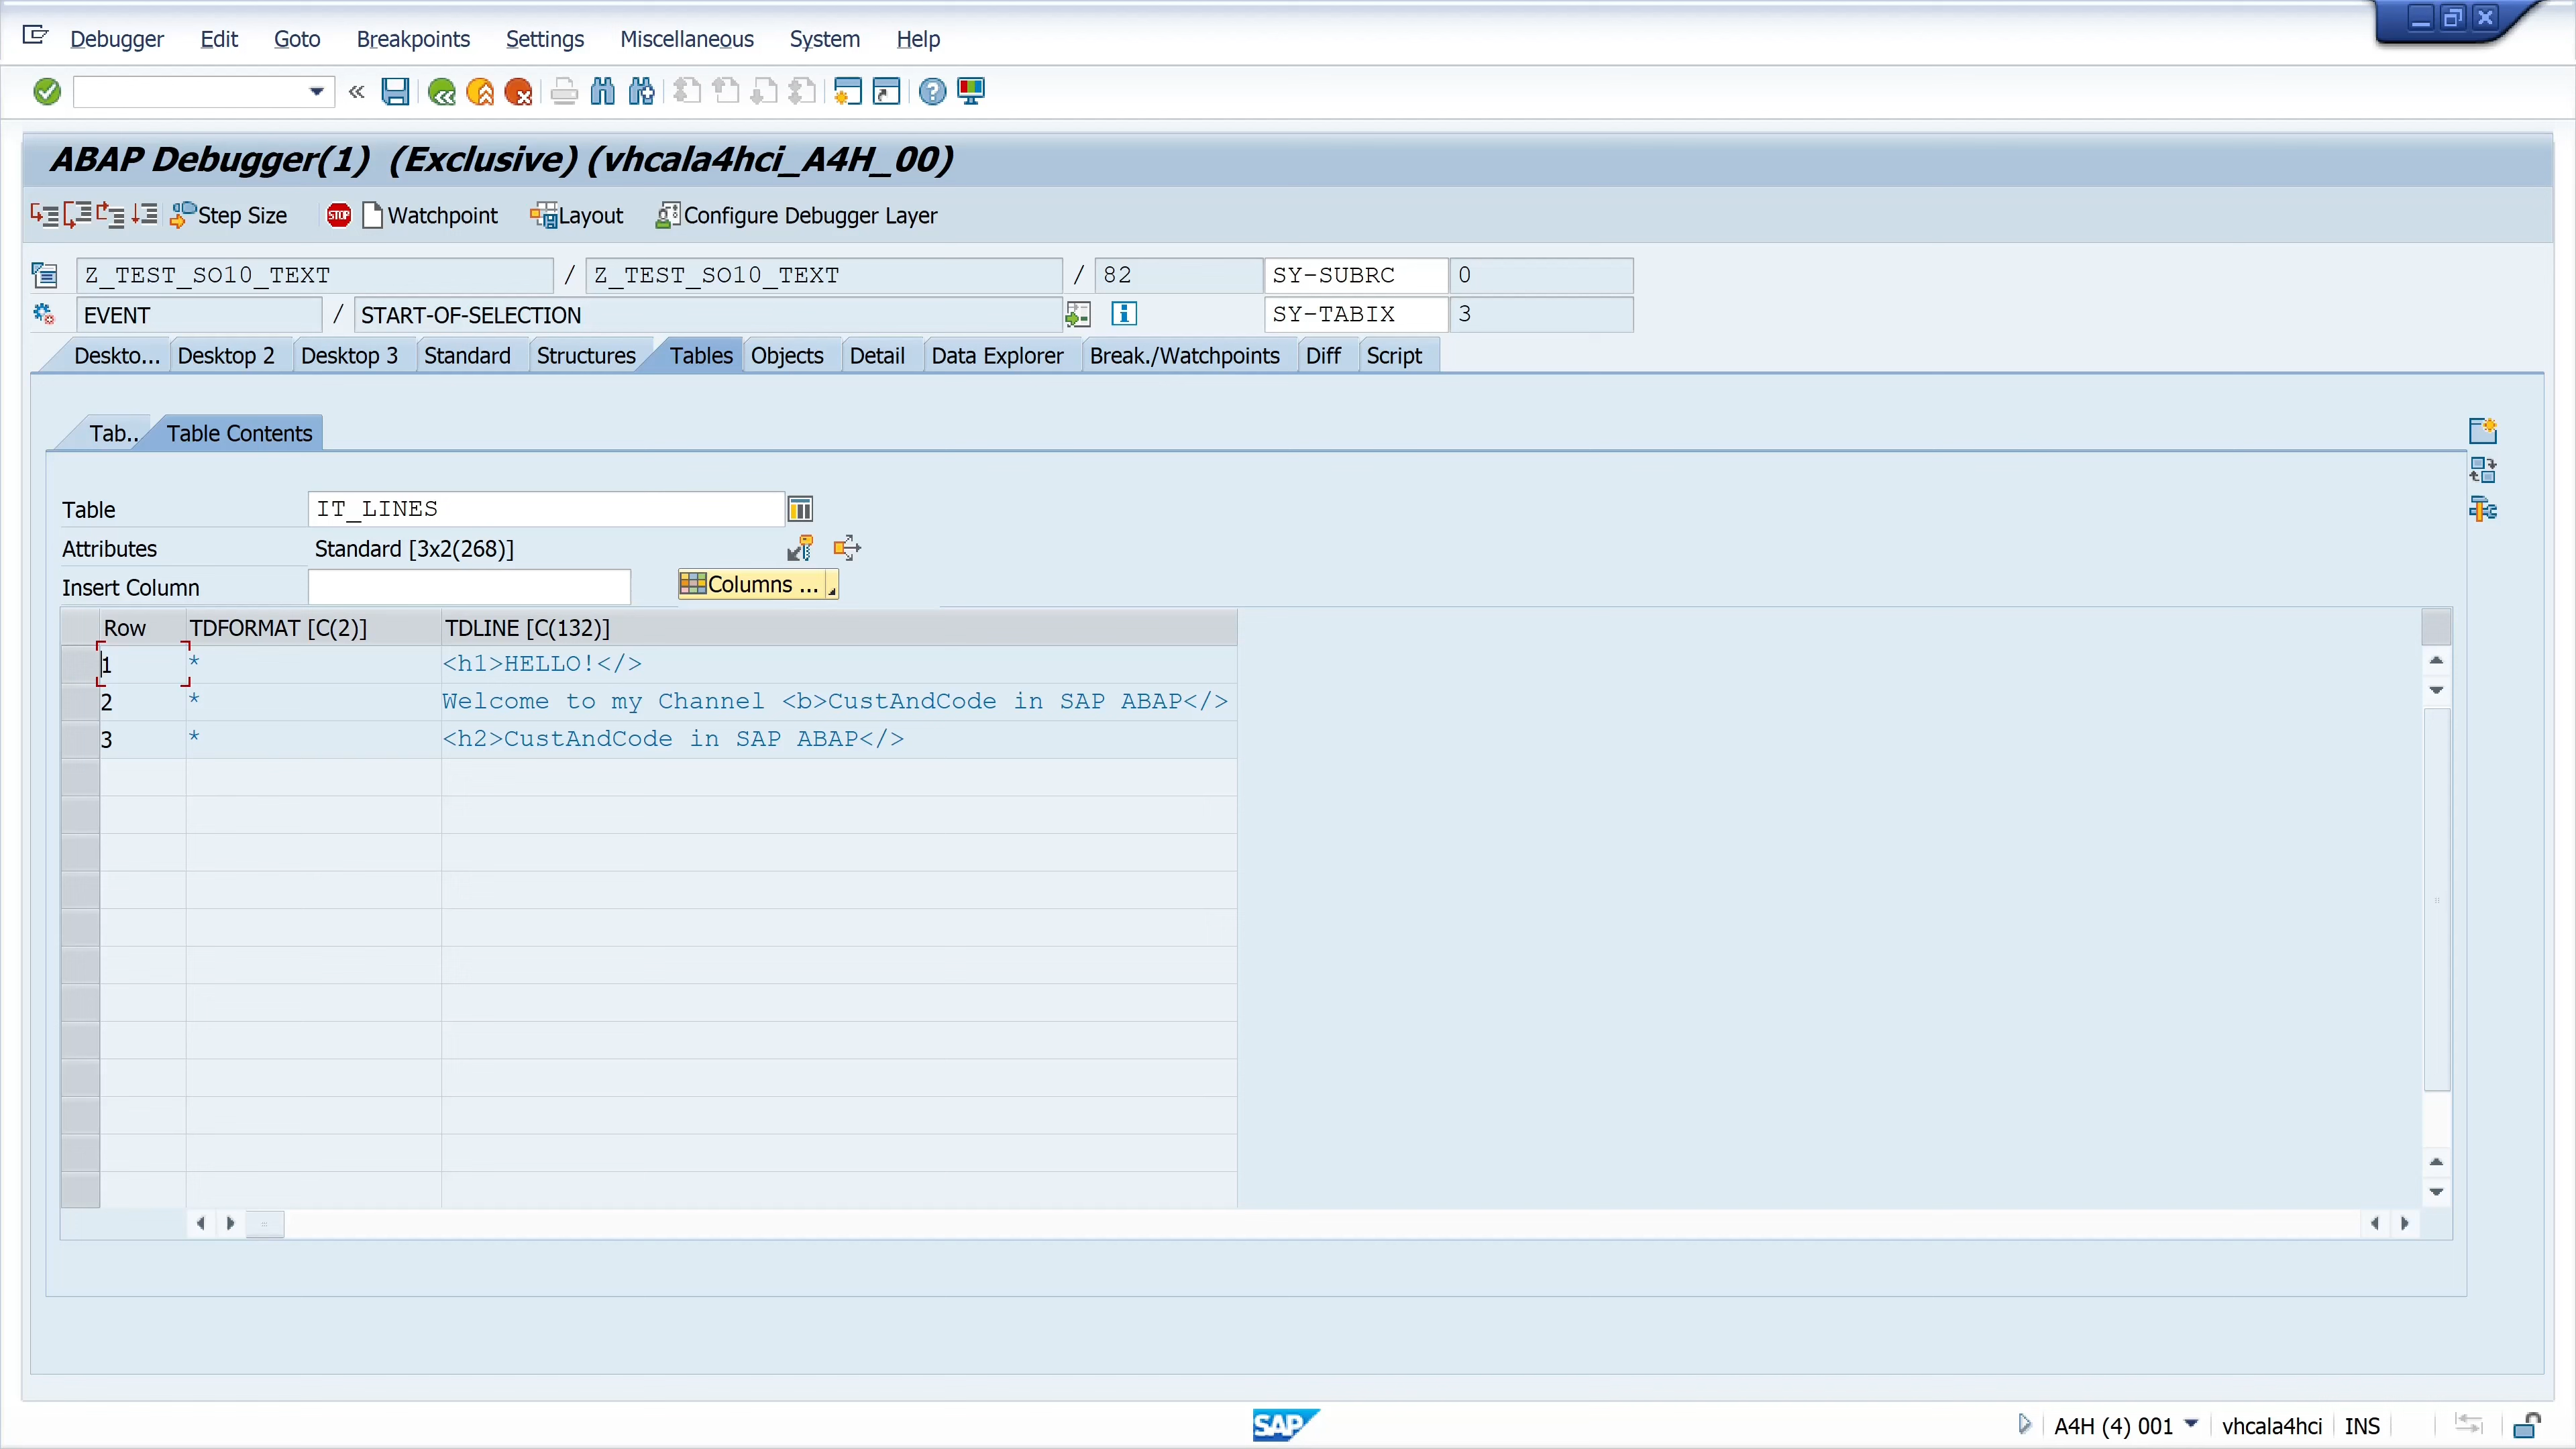 Debugger Edit Goto Breakpoints Settings Miscellaneous System Help
ABAP Debugger(1) (Exclusive) (vhcala4hci_A4H_00)
Step Size STOP Watchpoint Layout Configure Debugger Layer
Z_TEST_SO10_TEXT / Z_TEST_SO10_TEXT / 82 SY-SUBRC 0
EVENT / START-OF-SELECTION SY-TABIX 3
Deskto... Desktop 2 Desktop 3 Standard Structures Tables Objects Detail Data Explorer Break./Watchpoints Diff Script
Tab.. Table Contents
Table IT_LINES
Attributes Standard [3x2(268)]
Insert Column Columns ...
Row TDFORMAT [C(2)] TDLINE [C(132)]
1 * <h1>HELLO!</>
2 * Welcome to my Channel <b>CustAndCode in SAP ABAP</>
3 * <h2>CustAndCode in SAP ABAP</>
SAP A4H (4) 001 vhcala4hci INS